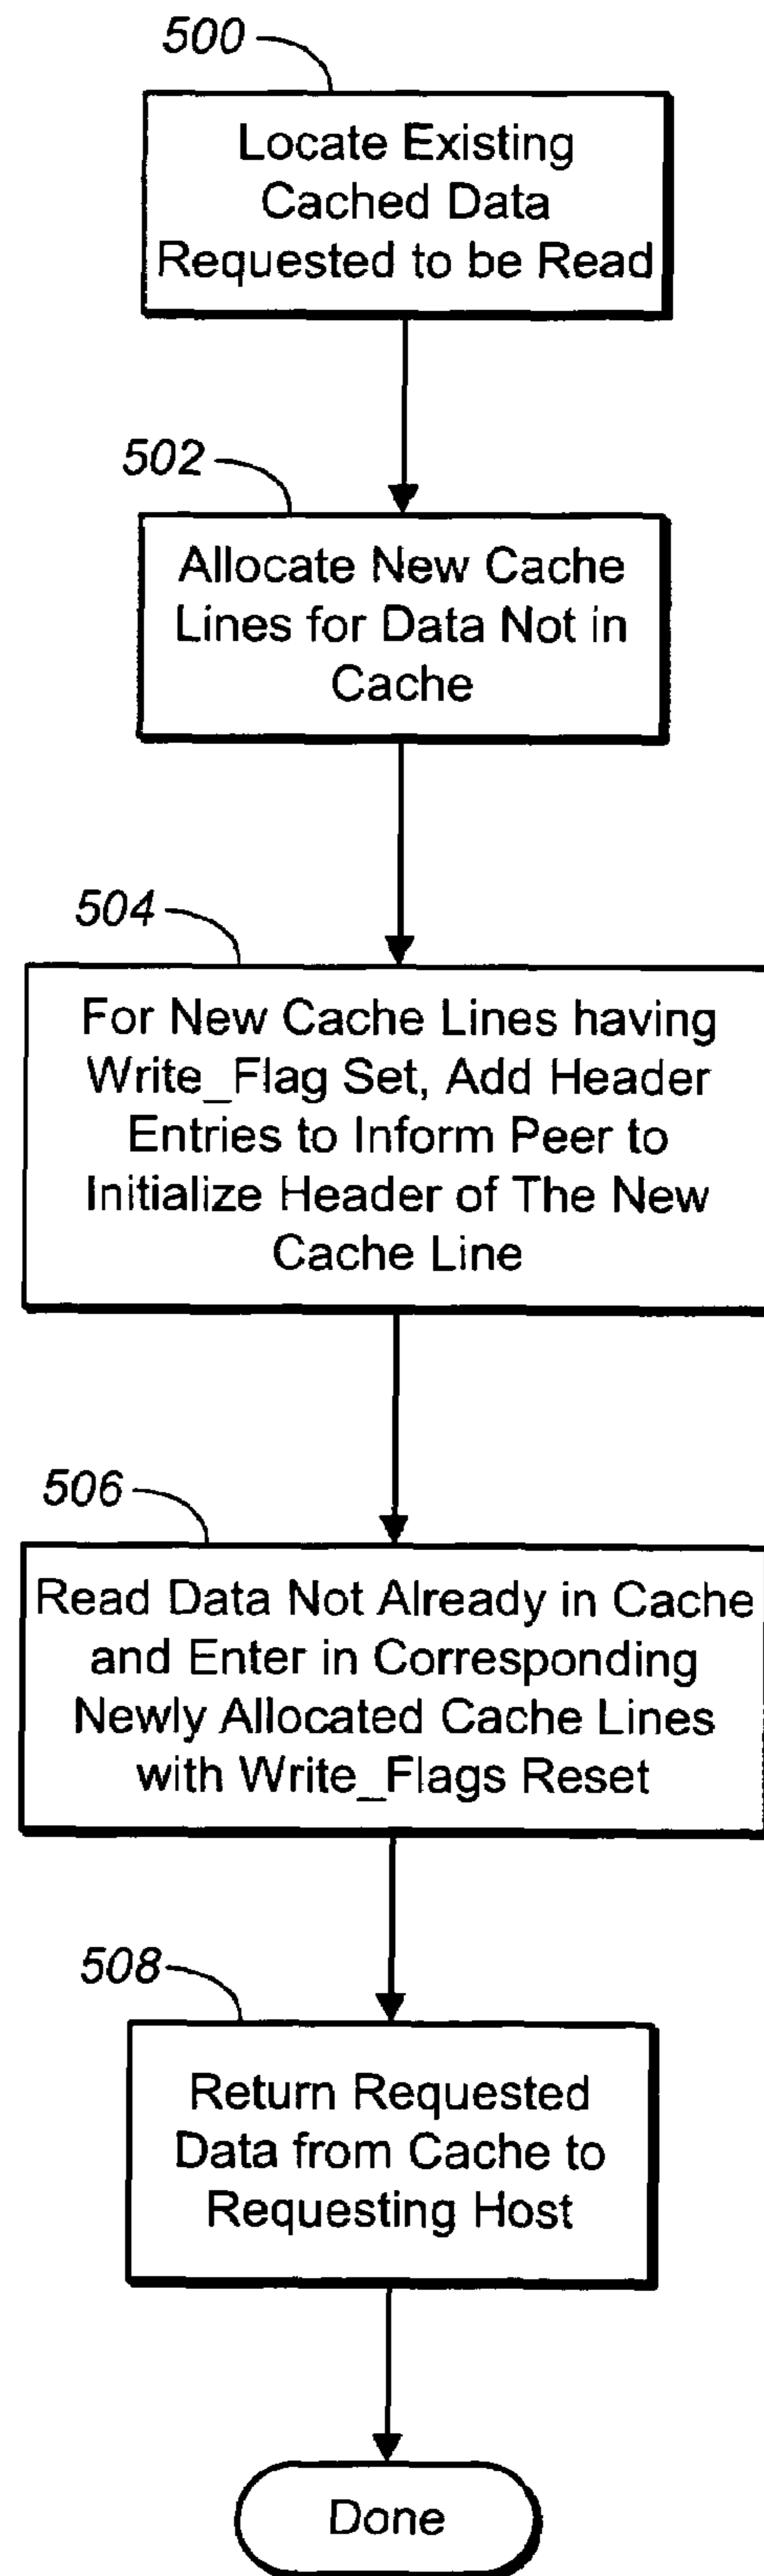 500
Locate Existing
Cached Data
Requested to be Read
502
Allocate New Cache
Lines for Data Not in
Cache
504
For New Cache Lines having
Write_Flag Set, Add Header
Entries to Inform Peer to
Initialize Header of The New
Cache Line
506
Read Data Not Already in Cache
and Enter in Corresponding
Newly Allocated Cache Lines
with Write_Flags Reset
508
Return Requested
Data from Cache to
Requesting Host
Done